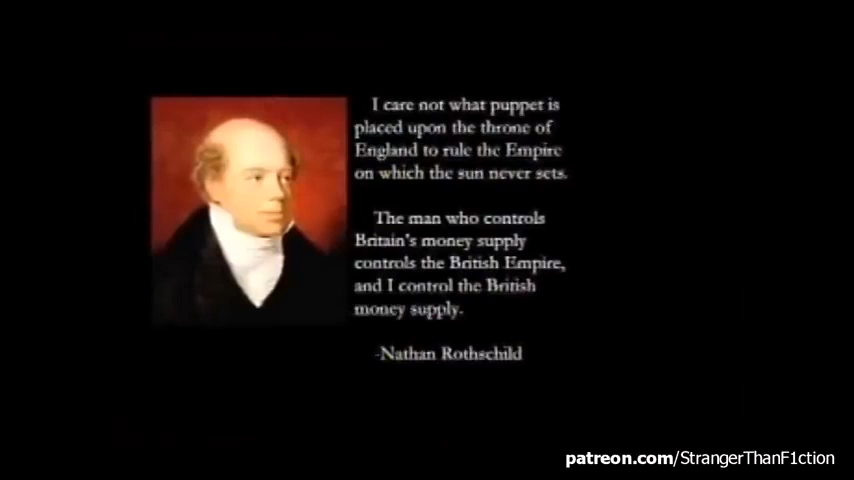 I care not what puppet is
placed upon the throne of
England to rule the Empire
on which the sun never sets.
The man who controls
Britain's money supply
controls the British Empire,
and I control the British
money supply.
-Nathan Rothschild
patreon.com/StrangerThanF1ction